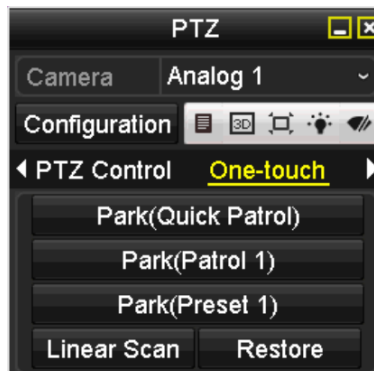 PTZ
Camera Analog 1
Configuration 3D
PTZ Control One-touch
Park(Quick Patrol)
Park(Patrol 1)
Park(Preset 1)
Linear Scan Restore